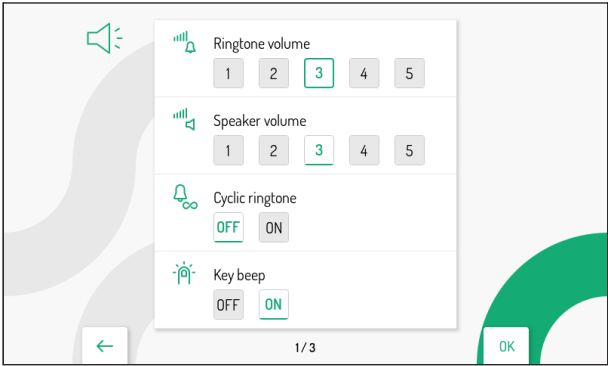 Ringtone volume
1 2 3 4 5
Speaker volume
1 2 3 4 5
Cyclic ringtone
OFF ON
Key beep
OFF ON
1/3 OK